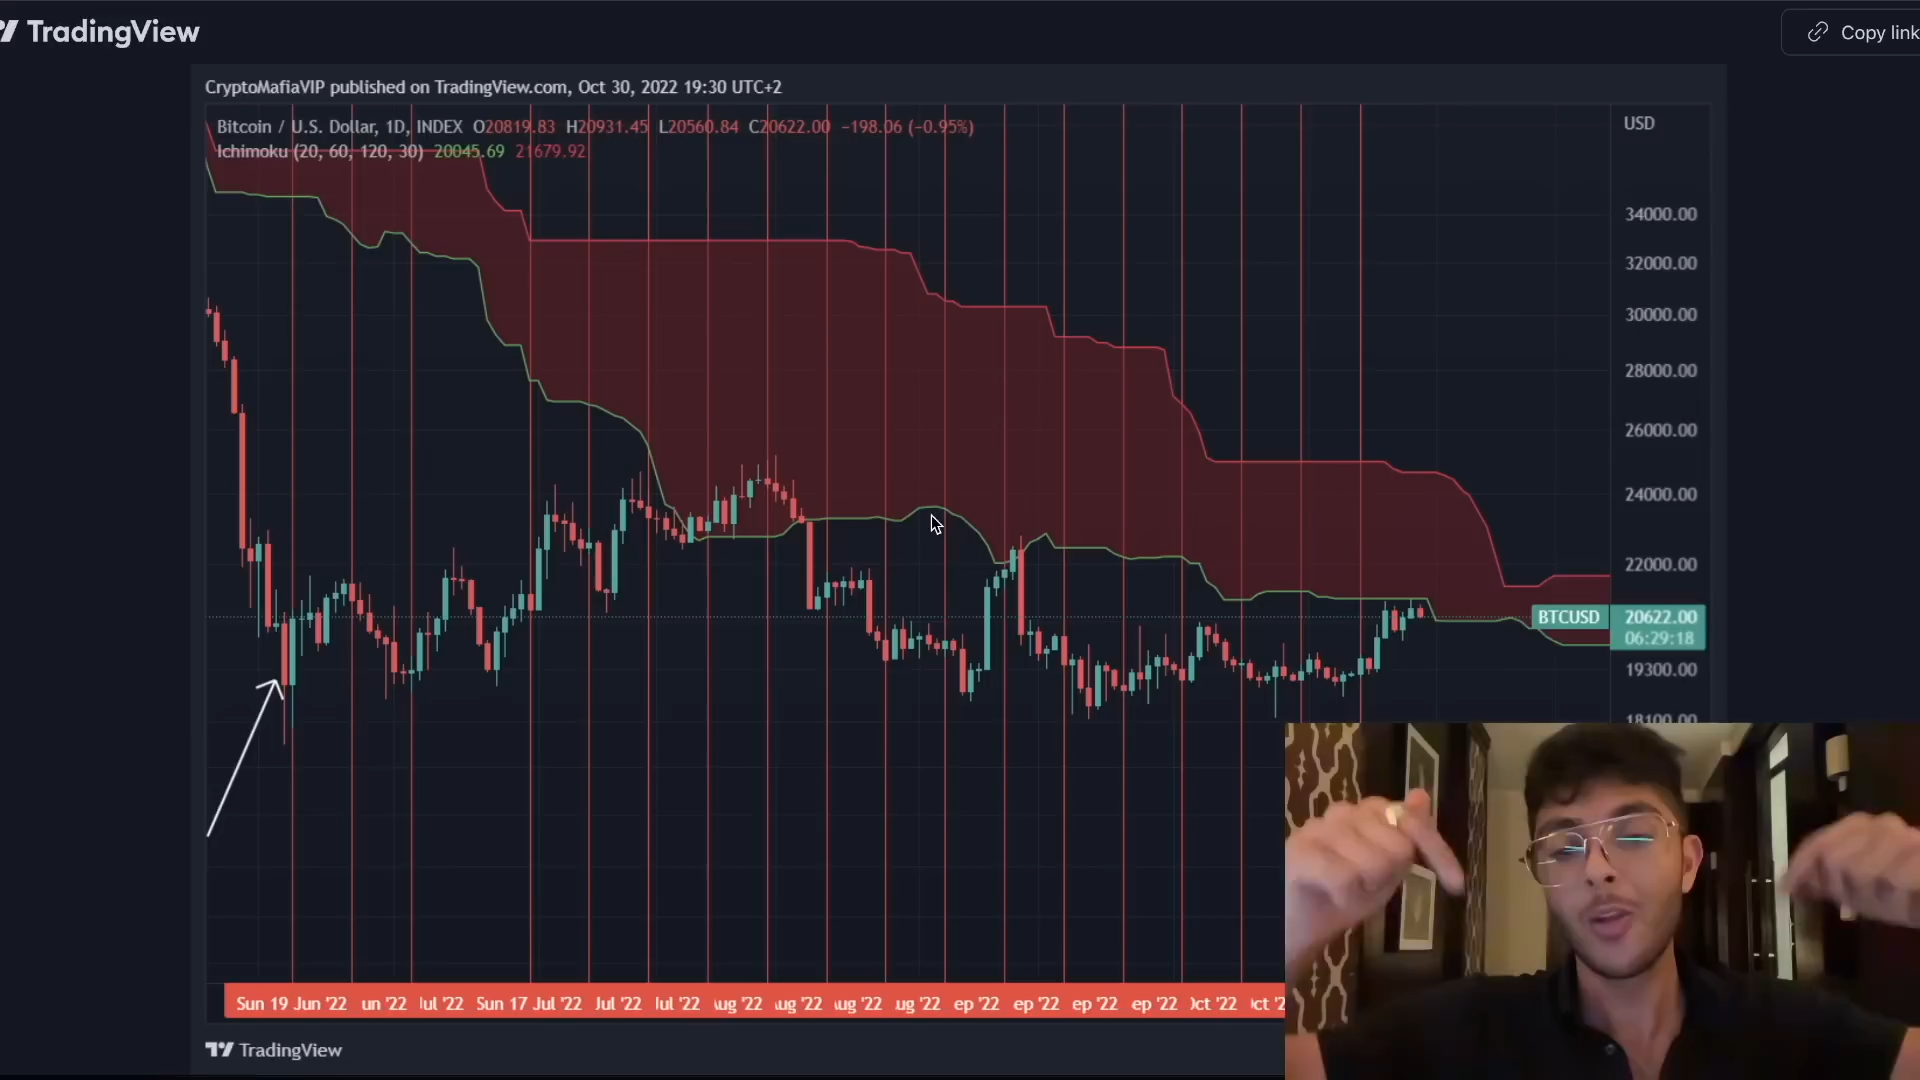 TradingView
Copy link
CryptoMafiaVIP published on TradingView.com, Oct 30, 2022 19:30 UTC+2
Bitcoin / U.S. Dollar, 1D, INDEX O20819.83 H20931.45 L20560.84 C20622.00 −198.06 (−0.95%)
USD
Ichimoku (20, 60, 120, 30) 20045.69 21679.92
34000.00
32000.00
30000.00
28000.00
26000.00
24000.00
22000.00
BTCUSD 20622.00
06:29:18
19300.00
18100.00
Sun 19 Jun '22 un '22 Jul '22 Sun 17 Jul '22 Jul '22 Jul '22 Aug '22 Aug '22 Aug '22 ug '22 ep '22 ep '22 ep '22 ep '22 Oct '22 ct '2
TradingView